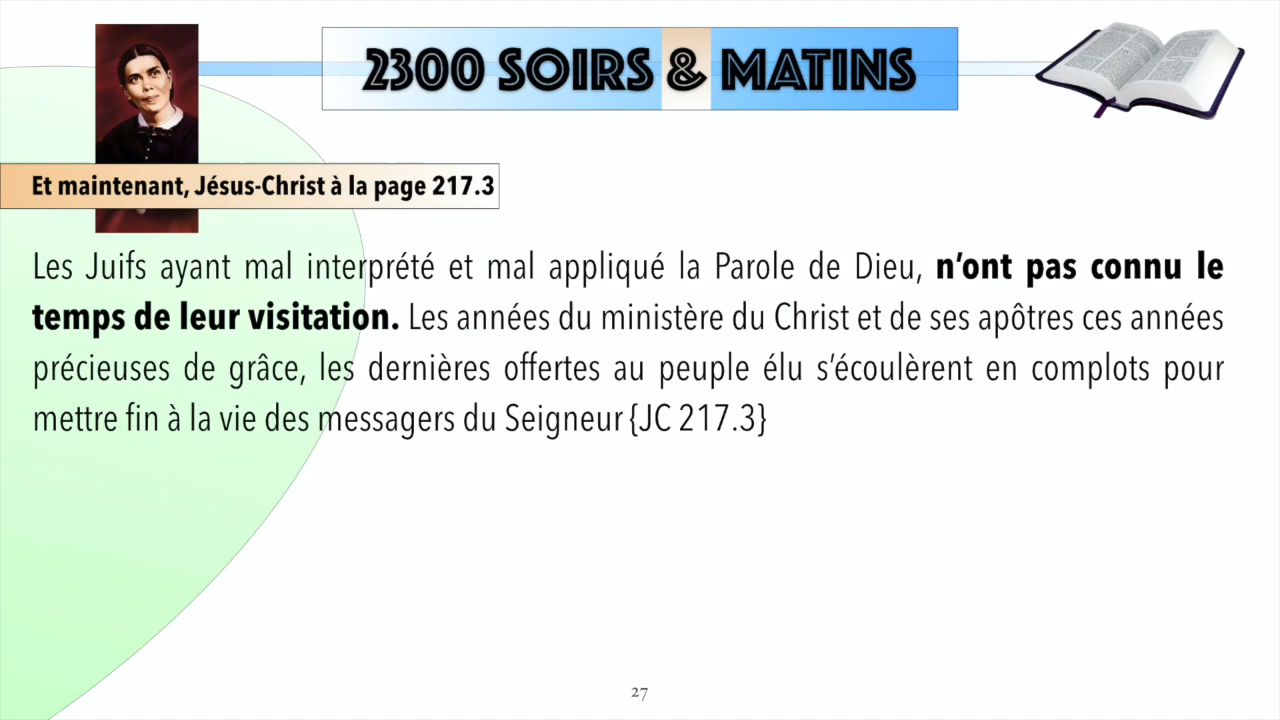 2300 SOIRS & MATINS
Et maintenant, Jésus-Christ à la page 217.3
Les Juifs ayant mal interprété et mal appliqué la Parole de Dieu, n’ont pas connu le
temps de leur visitation. Les années du ministère du Christ et de ses apôtres ces années
précieuses de grâce, les dernières offertes au peuple élu s’écoulèrent en complots pour
mettre fin à la vie des messagers du Seigneur {JC 217.3}
27